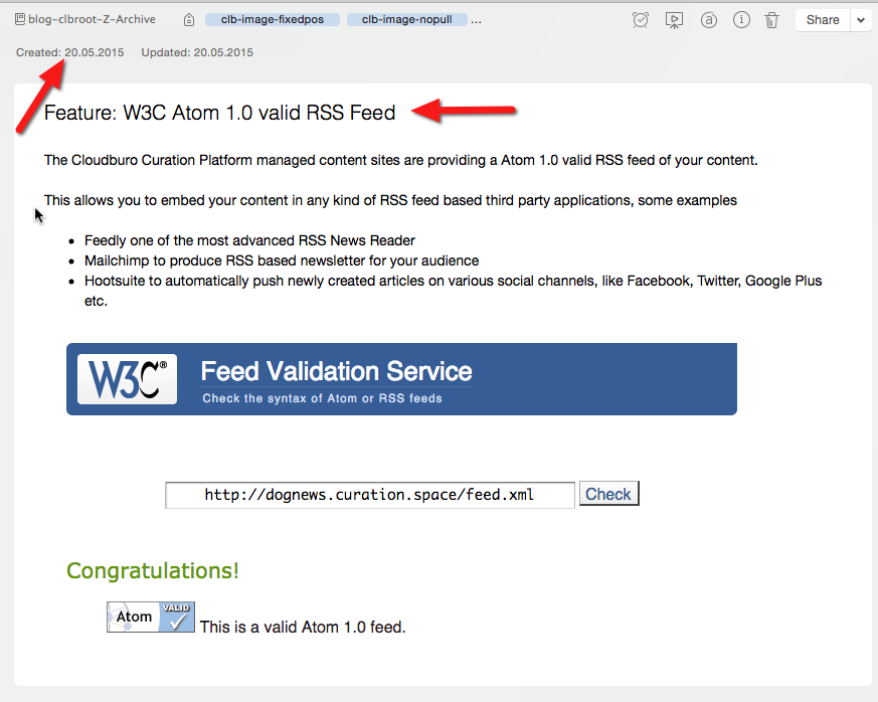 blog-clbroot-Z-Archive clb-image-fixedpos clb-image-nopull ... Share
Created: 20.05.2015 Updated: 20.05.2015
Feature: W3C Atom 1.0 valid RSS Feed
The Cloudburo Curation Platform managed content sites are providing a Atom 1.0 valid RSS feed of your content.
This allows you to embed your content in any kind of RSS feed based third party applications, some examples
• Feedly one of the most advanced RSS News Reader
• Mailchimp to produce RSS based newsletter for your audience
• Hootsuite to automatically push newly created articles on various social channels, like Facebook, Twitter, Google Plus
etc.
W3C® Feed Validation Service
Check the syntax of Atom or RSS feeds
http://dognews.curation.space/feed.xml Check
Congratulations!
Atom VALID This is a valid Atom 1.0 feed.